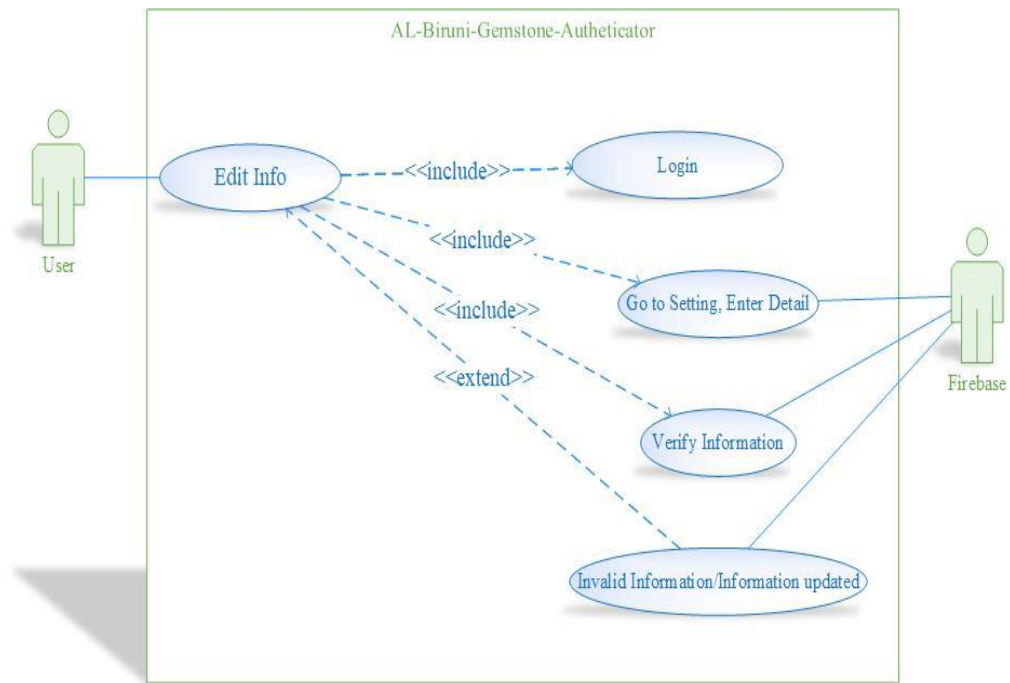 AL-Biruni-Gemstone-Autheticator
Edit Info
<<include>>
Login
User
<<include>>
Go to Setting, Enter Detail
<<include>>
Firebase
<<extend>>
Verify Information
Invalid Information/Information updated